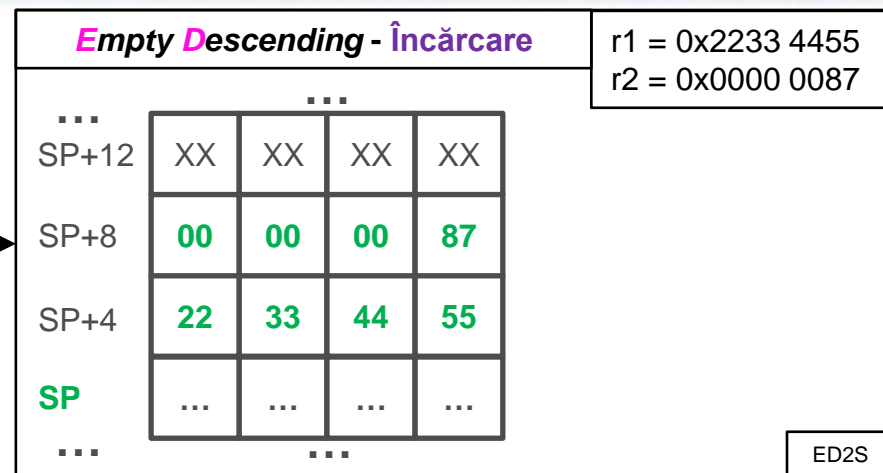 Empty Descending - Încărcare
r1 = 0x2233 4455
r2 = 0x0000 0087
... ...
SP+12 XX XX XX XX
SP+8 00 00 00 87
SP+4 22 33 44 55
SP ... ... ... ...
... ...
ED2S